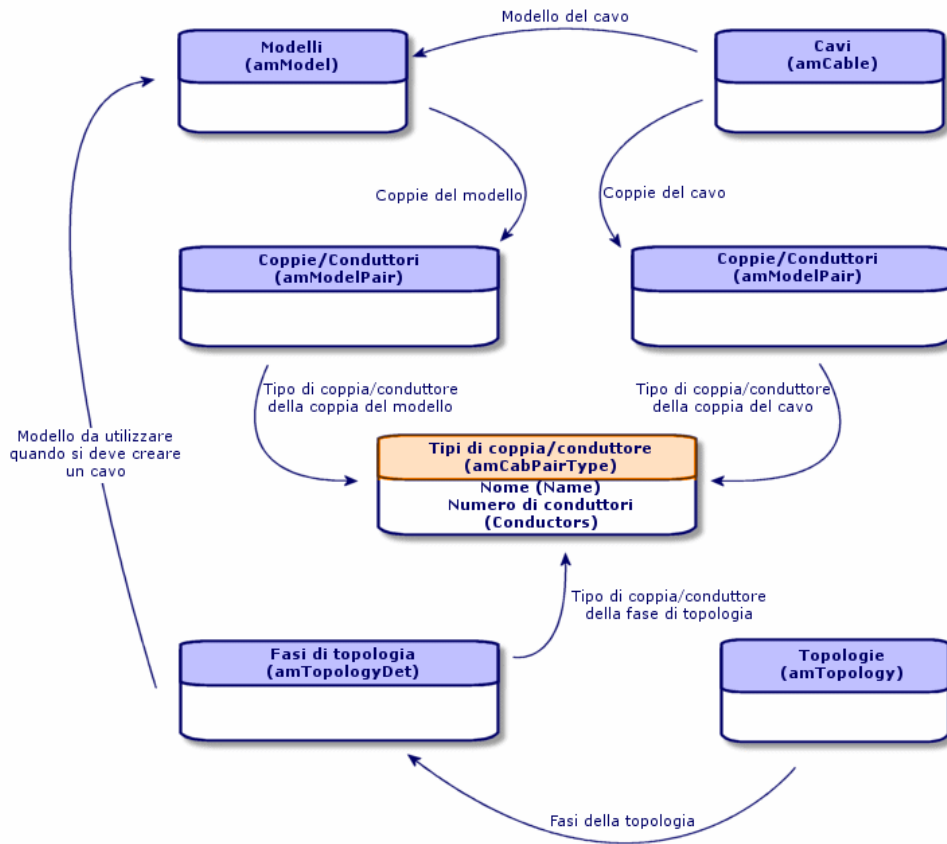 Modello del cavo
Modelli
(amModel)
Cavi
(amCable)
Coppie del modello
Coppie del cavo
Coppie/Conduttori
(amModelPair)
Coppie/Conduttori
(amModelPair)
Tipo di coppia/conduttore
della coppia del modello
Tipo di coppia/conduttore
della coppia del cavo
Modello da utilizzare
quando si deve creare
un cavo
Tipi di coppia/conduttore
(amCabPairType)
Nome (Name)
Numero di conduttori
(Conductors)
Tipo di coppia/conduttore
della fase di topologia
Fasi di topologia
(amTopologyDet)
Topologie
(amTopology)
Fasi della topologia